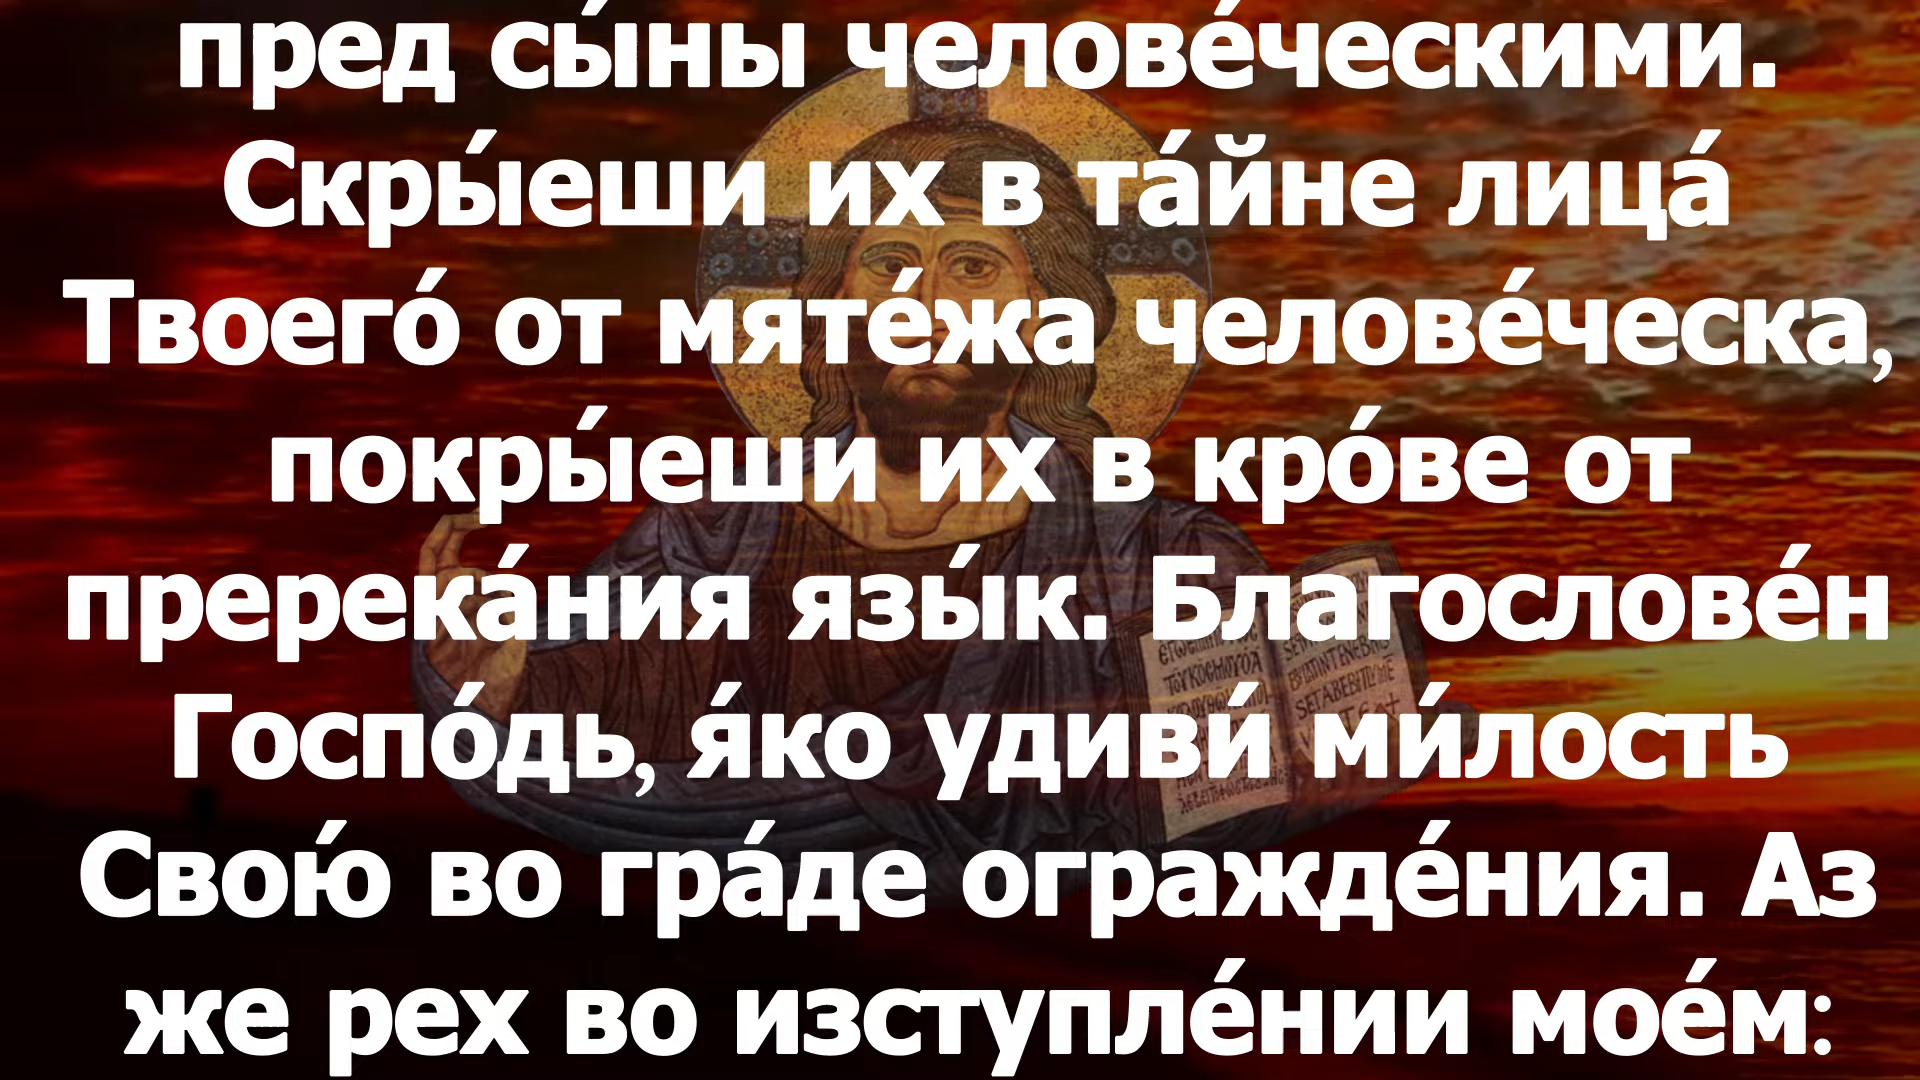 пред сы́ны челове́ческими.
Скры́еши их в та́йне лица́
Твоего́ от мяте́жа челове́ческа,
покры́еши их в кро́ве от
пререка́ния язы́к. Благослове́н
Госпо́дь, я́ко удиви́ ми́лость
Свою́ во гра́де огражде́ния. Аз
же рех во изступле́нии мое́м: